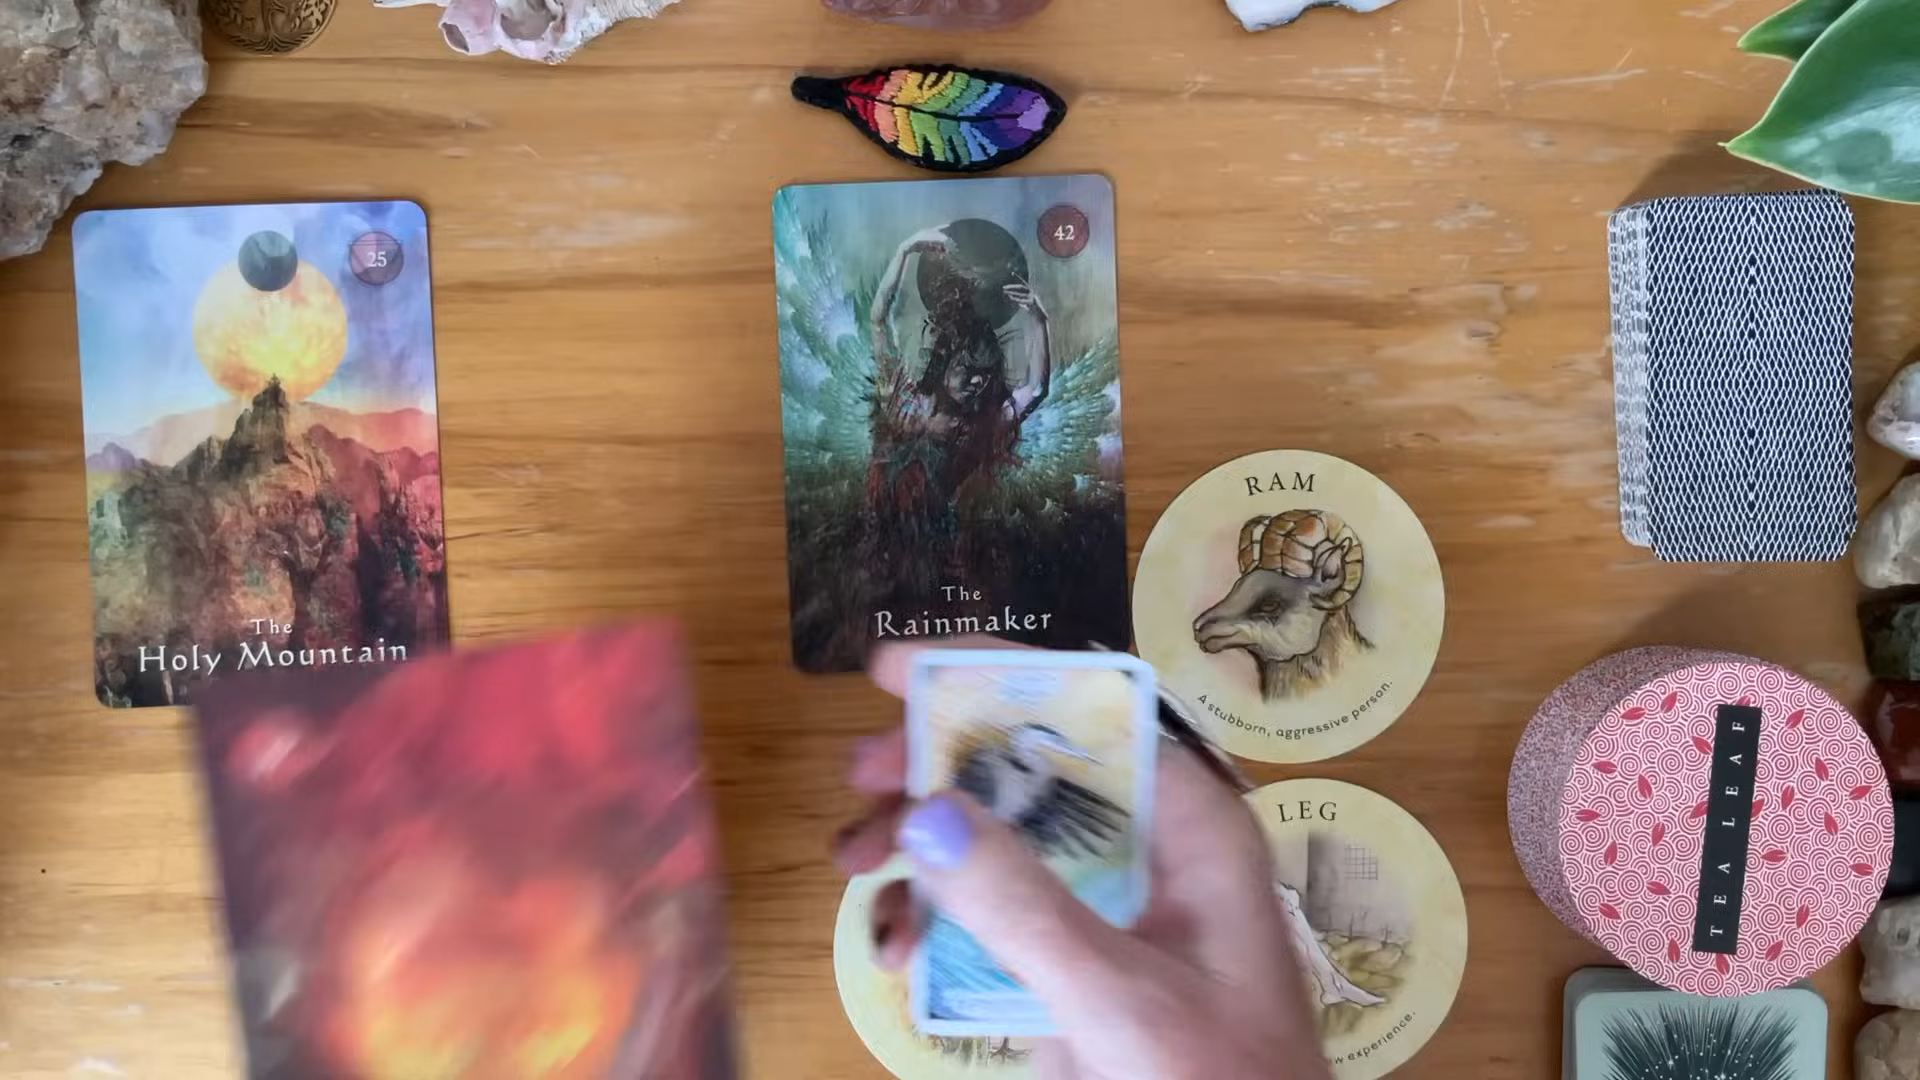 25
The
Holy Mountain
42
The
Rainmaker
RAM
A stubborn, aggressive person.
LEG
experience.
TEA LEAF